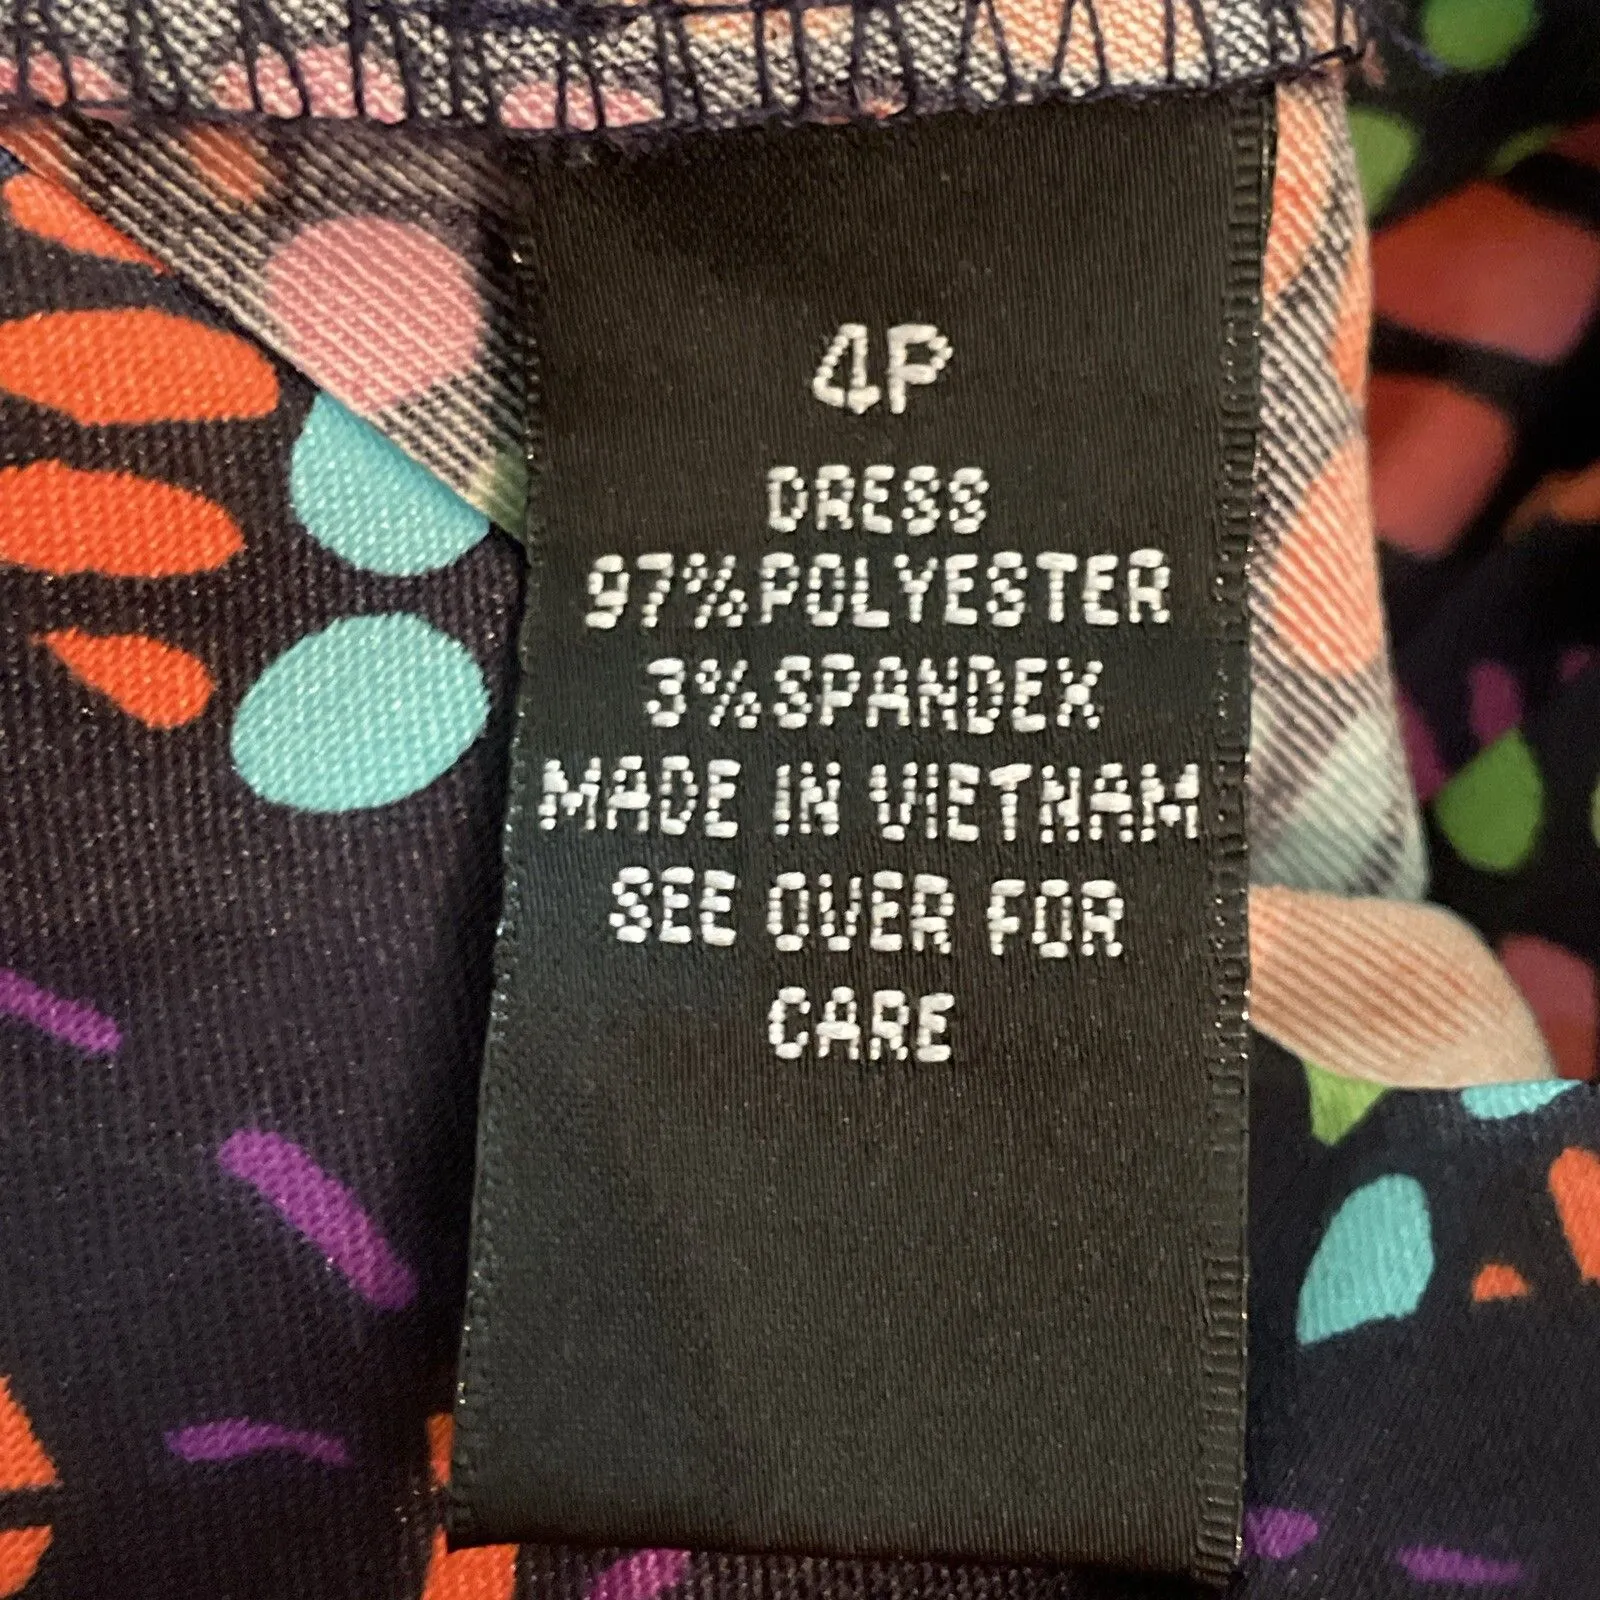 4P
DRESS
97%POLYESTER
3%SPANDEX
MADE IN VIETNAM
SEE OVER FOR
CARE